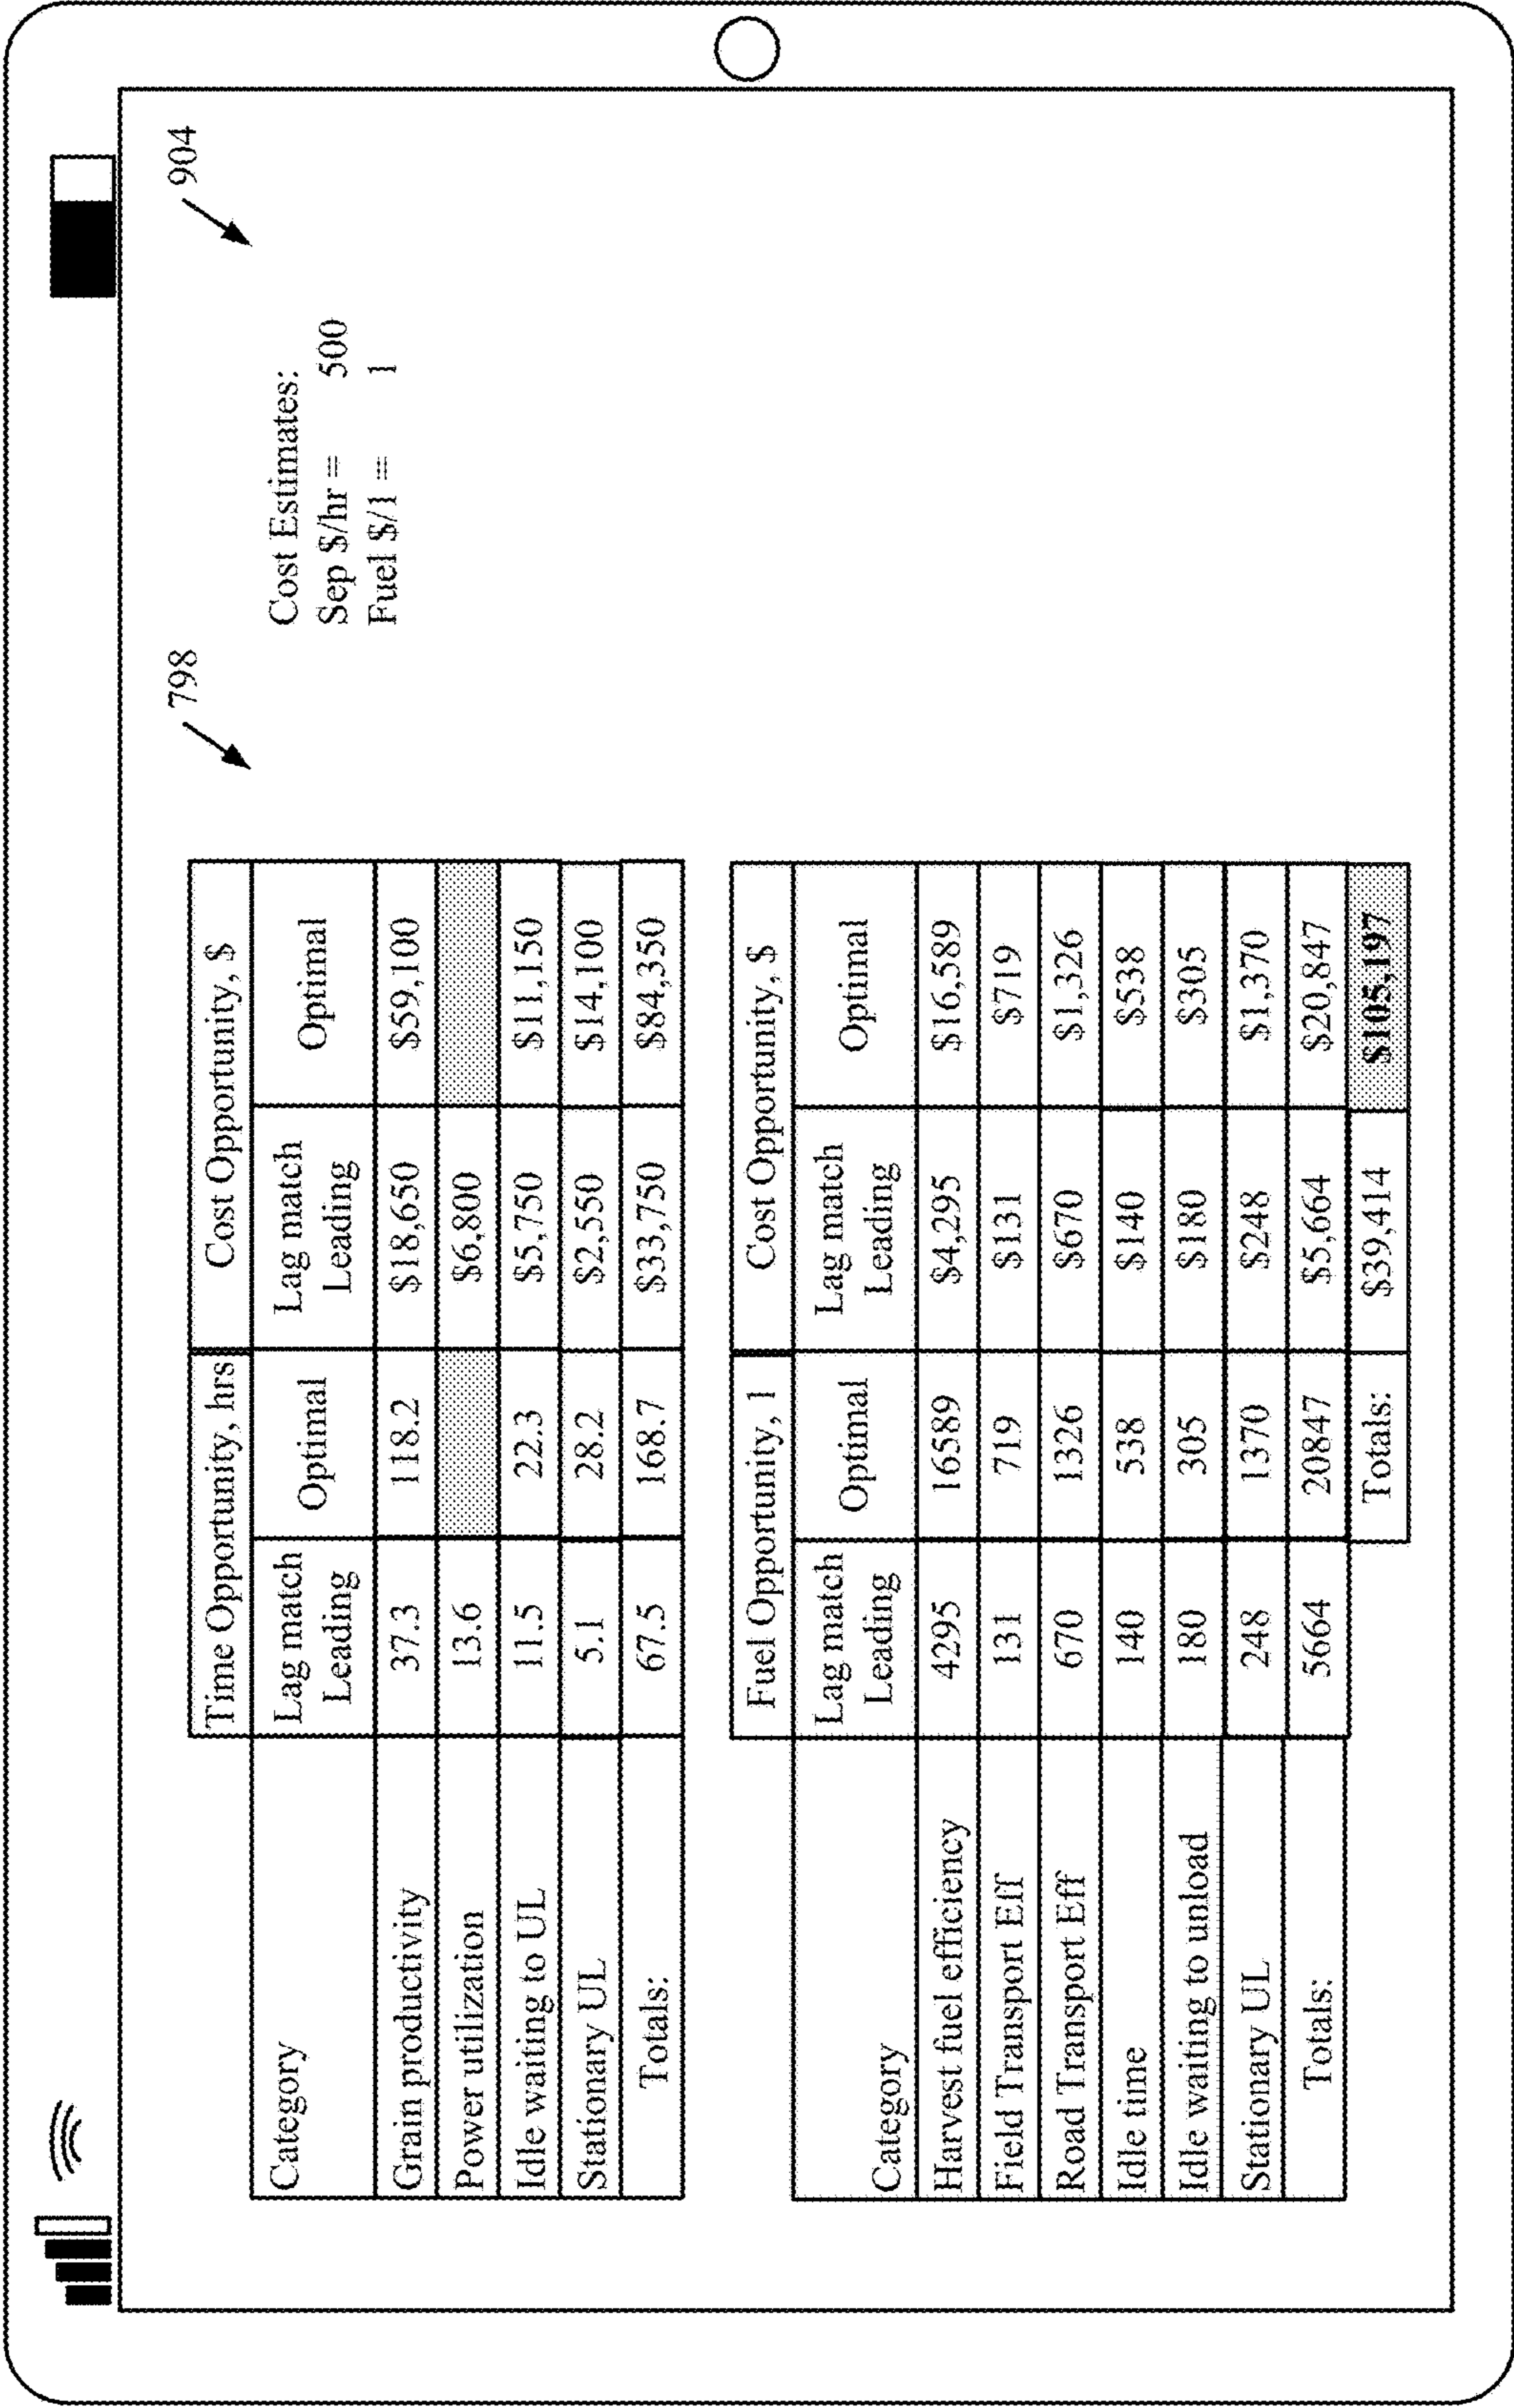 798
904
Cost Estimates:
Sep $/hr = 500
Fuel $/1 = 1
Time Opportunity, hrs Cost Opportunity, $
Category Lag match Leading Optimal Lag match Leading Optimal
Grain productivity 37.3 118.2 $18,650 $59,100
Power utilization 13.6 $6,800
Idle waiting to UL 11.5 22.3 $5,750 $11,150
Stationary UL 5.1 28.2 $2,550 $14,100
Totals: 67.5 168.7 $33,750 $84,350
Fuel Opportunity, 1 Cost Opportunity, $
Category Lag match Leading Optimal Lag match Leading Optimal
Harvest fuel efficiency 4295 16589 $4,295 $16,589
Field Transport Eff 131 719 $131 $719
Road Transport Eff 670 1326 $670 $1,326
Idle time 140 538 $140 $538
Idle waiting to unload 180 305 $180 $305
Stationary UL 248 1370 $248 $1,370
Totals: 5664 20847 $5,664 $20,847
Totals: $39,414 $105,197